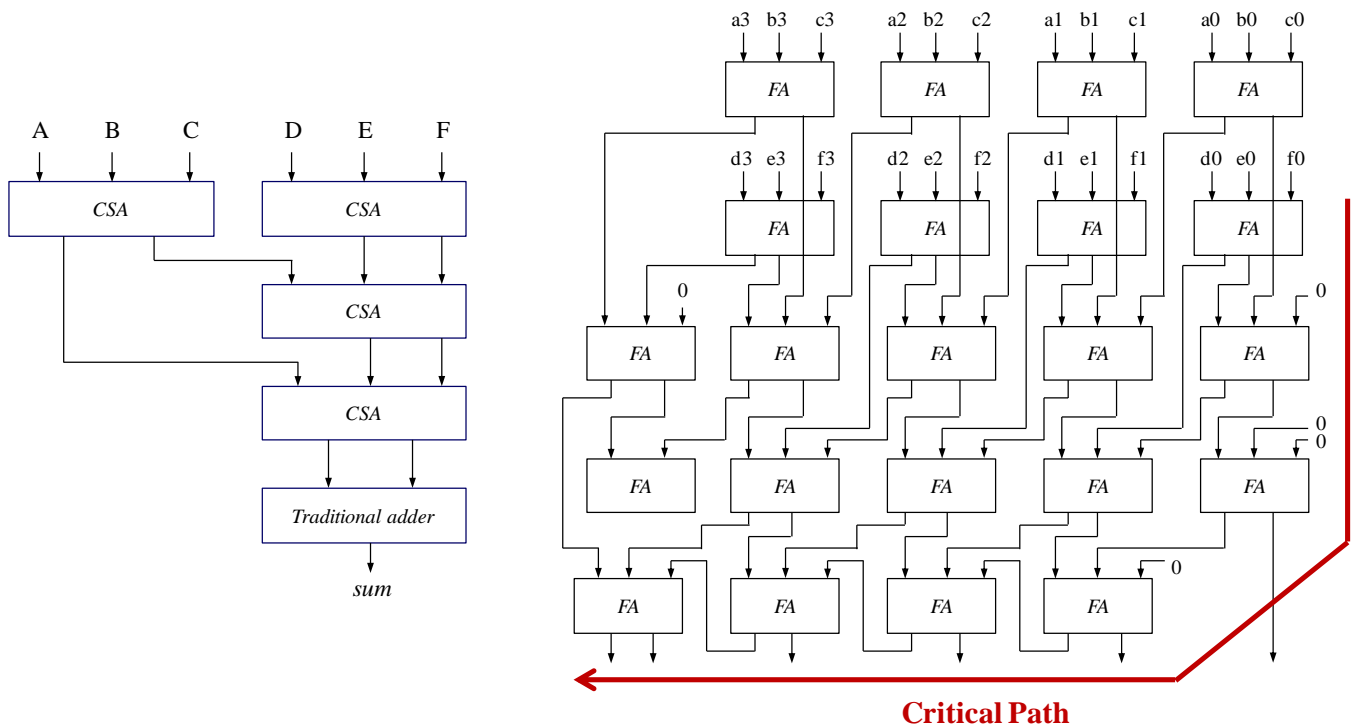 A B C D E F
CSA CSA
CSA
CSA
Traditional adder
sum
a3 b3 c3 a2 b2 c2 a1 b1 c1 a0 b0 c0
FA FA FA FA
d3 e3 f3 d2 e2 f2 d1 e1 f1 d0 e0 f0
FA FA FA FA
0 0
FA FA FA FA FA
0
0
FA FA FA FA FA
0
FA FA FA FA
Critical Path